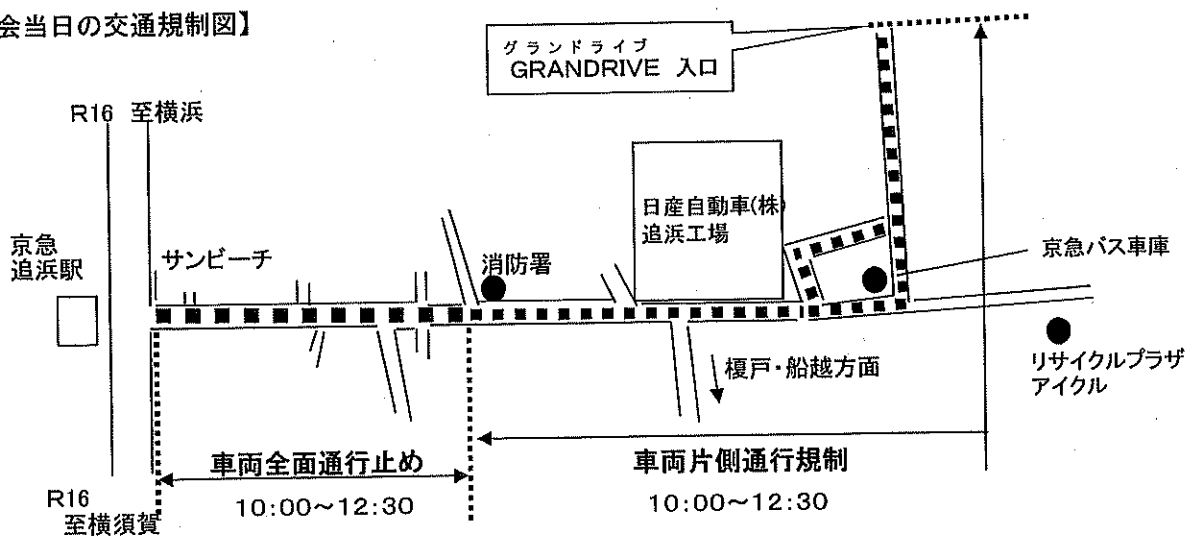 会当日の交通規制図】
グランドライブ
GRANDRIVE 入口
R16 至横浜
日産自動車(株)
追浜工場
京急
追浜駅
サンビーチ
消防署
京急バス車庫
榎戸・船越方面
リサイクルプラザ
アイクル
車両全面通行止め
10:00～12:30
車両片側通行規制
10:00～12:30
R16
至横須賀